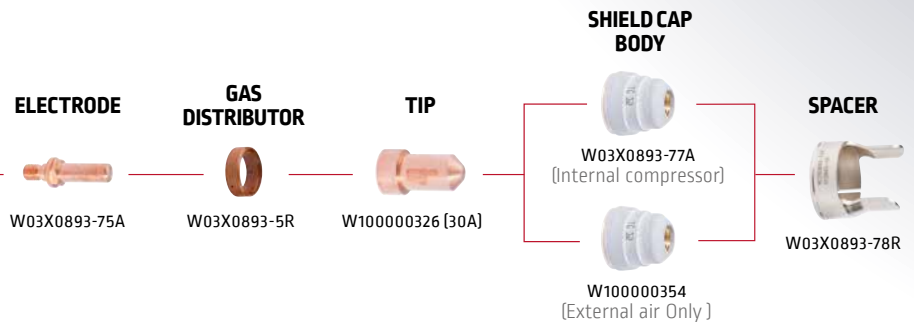 SHIELD CAP
BODY
ELECTRODE
GAS
DISTRIBUTOR
TIP
SPACER
W03X0893-77A
(Internal compressor)
W03X0893-75A
W03X0893-5R
W100000326 (30A)
W03X0893-78R
W100000354
(External air Only )